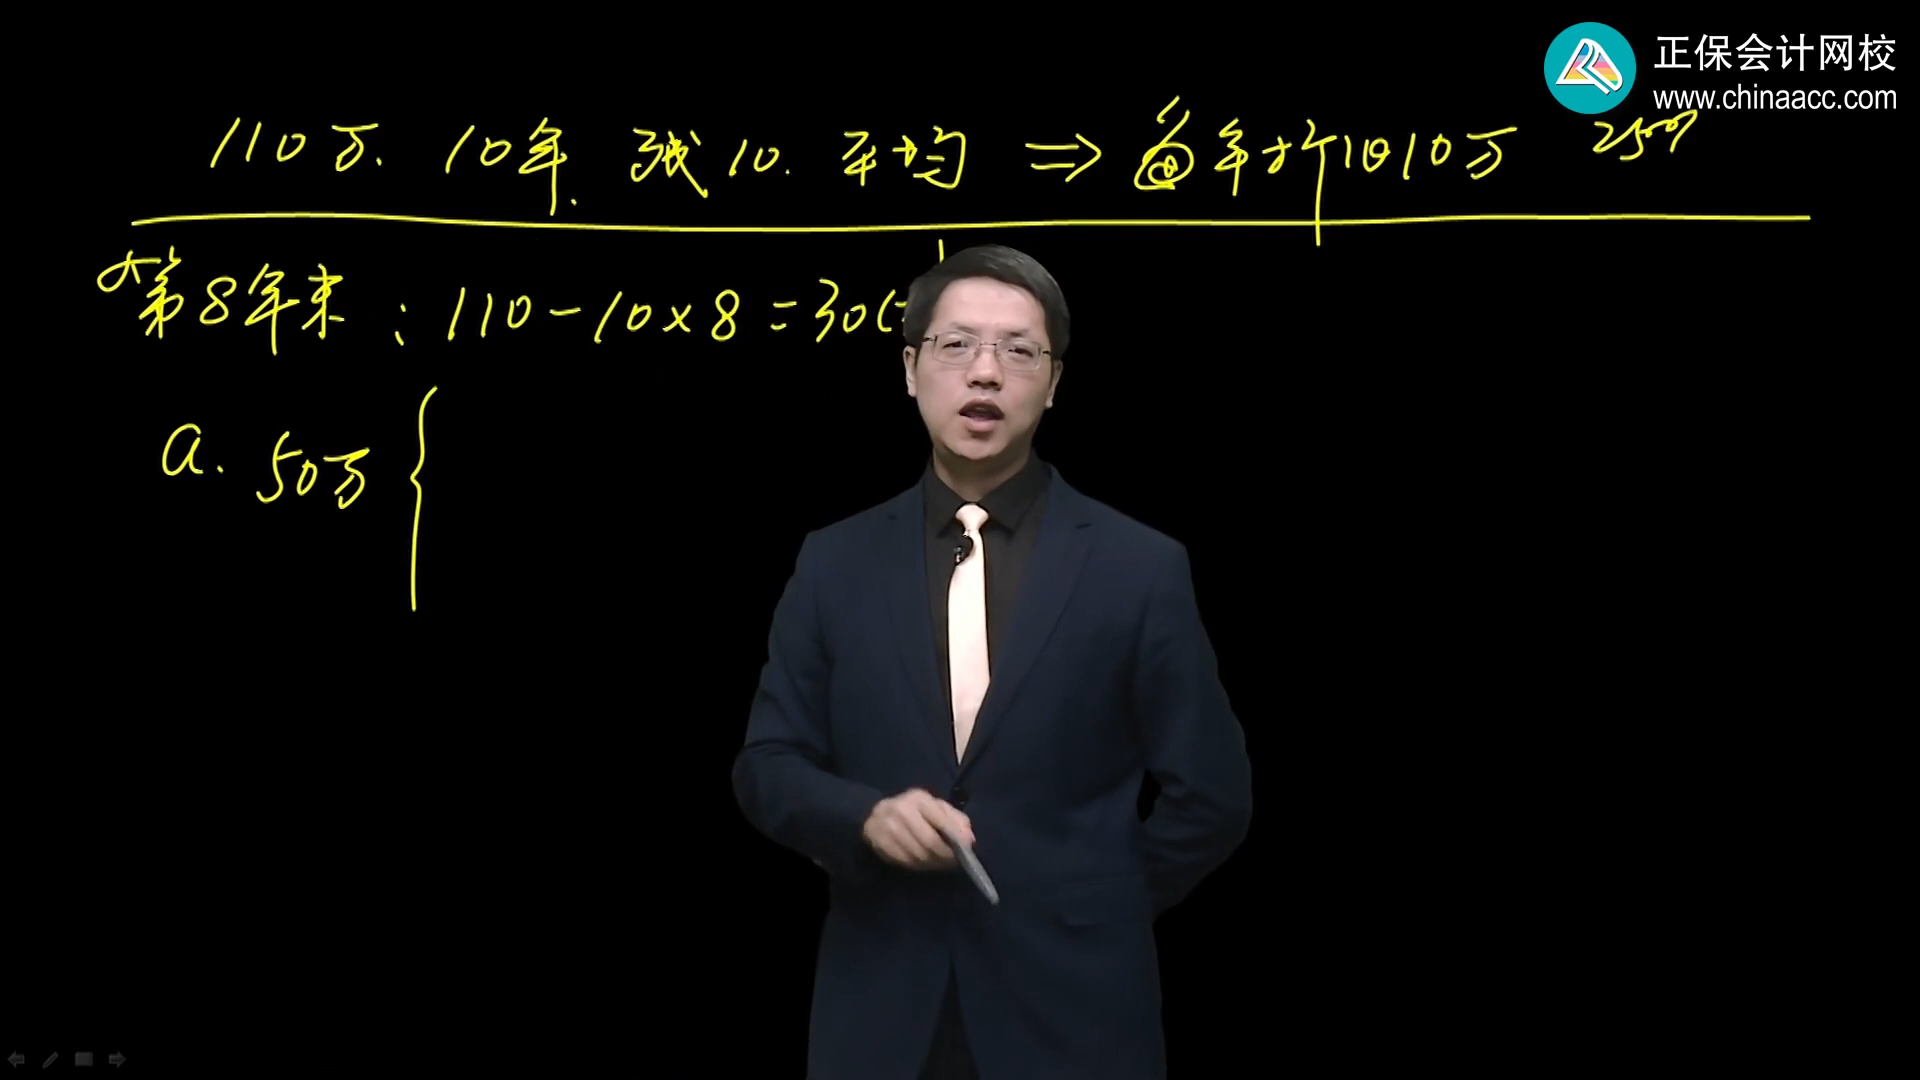 正保会计网校
www.chinaacc.com
110万. 10年. 残10. 平均 ⇒ 每年折旧10万 25%
第8年末：110-10×8=30(
a. 50万 {